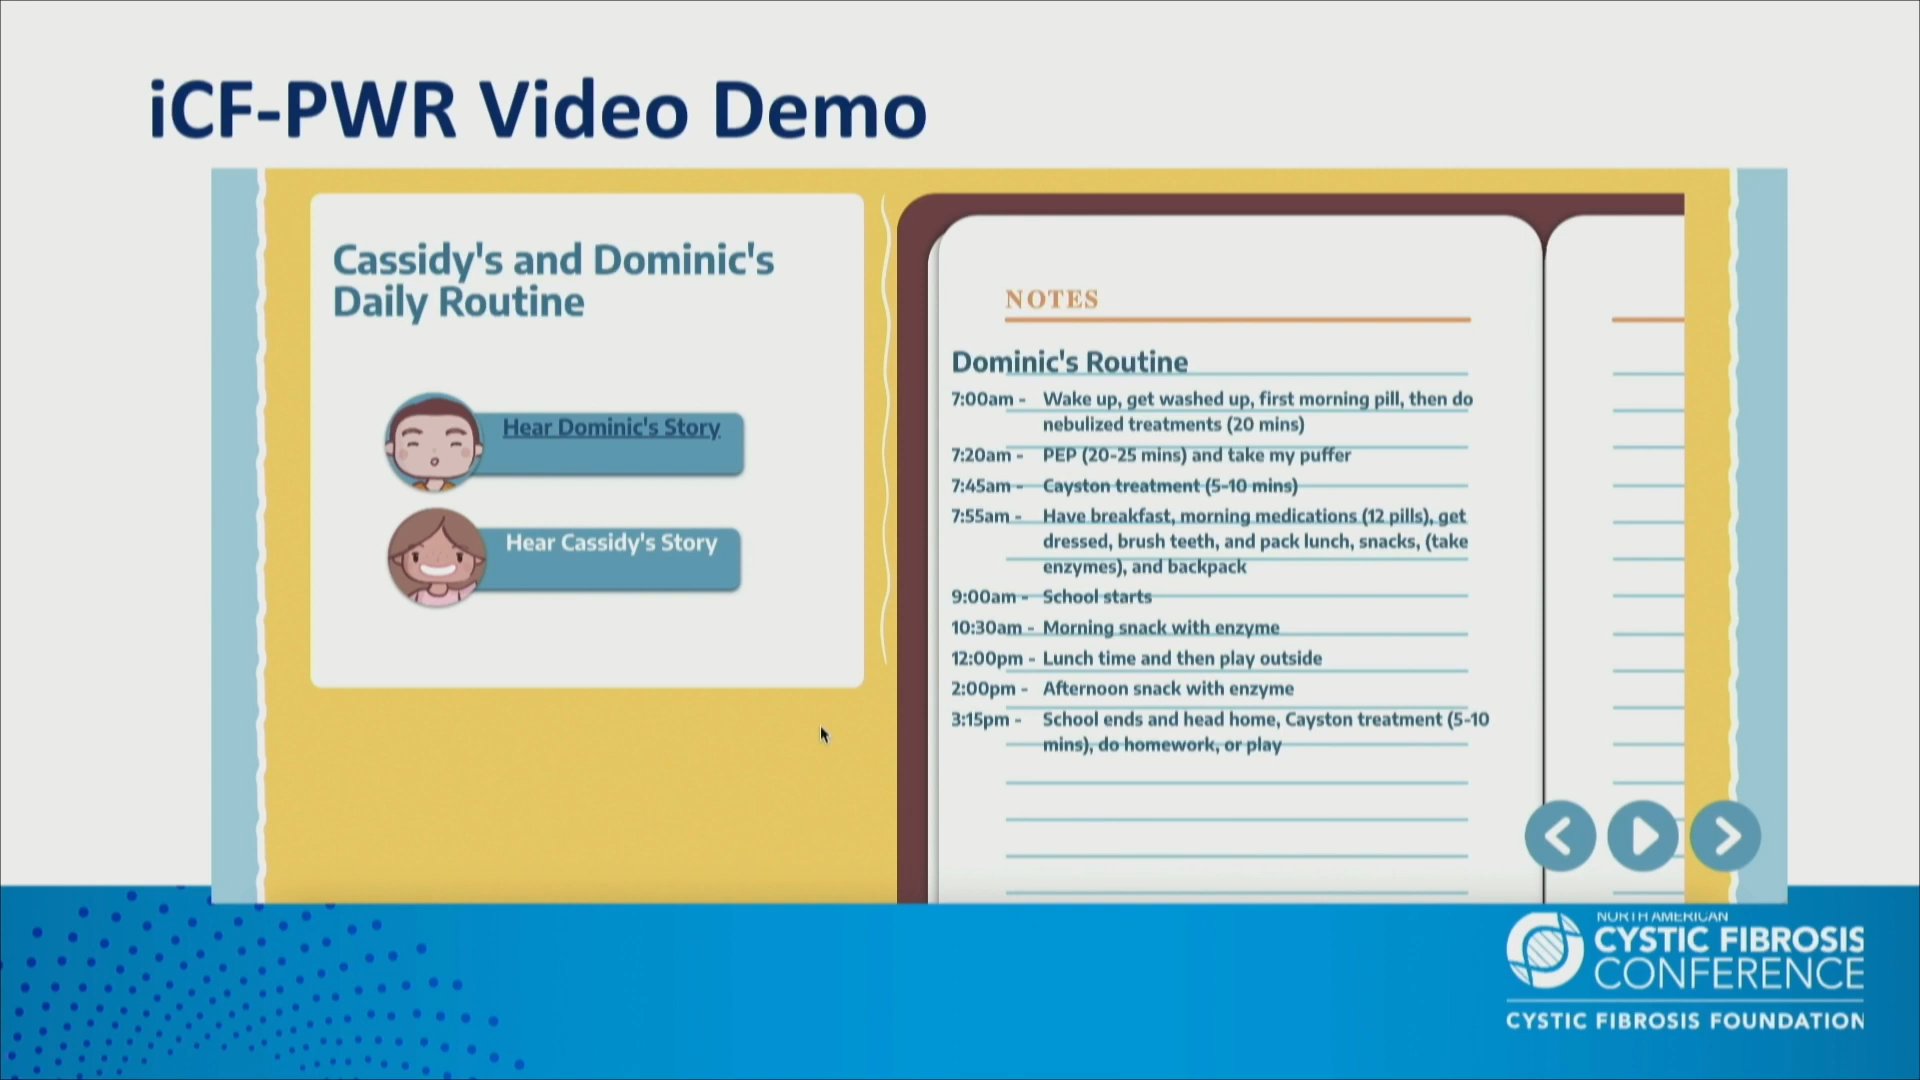 iCF-PWR Video Demo
Cassidy's and Dominic's
Daily Routine
Hear Dominic's Story
Hear Cassidy's Story
NOTES
Dominic's Routine
7:00am - Wake up, get washed up, first morning pill, then do
nebulized treatments (20 mins)
7:20am - PEP (20-25 mins) and take my puffer
7:45am - Cayston treatment (5-10 mins)
7:55am - Have breakfast, morning medications (12 pills), get
dressed, brush teeth, and pack lunch, snacks, (take
enzymes), and backpack
9:00am - School starts
10:30am - Morning snack with enzyme
12:00pm - Lunch time and then play outside
2:00pm - Afternoon snack with enzyme
3:15pm - School ends and head home, Cayston treatment (5-10
mins), do homework, or play
NORTH AMERICAN
CYSTIC FIBROSIS
CONFERENCE
CYSTIC FIBROSIS FOUNDATION